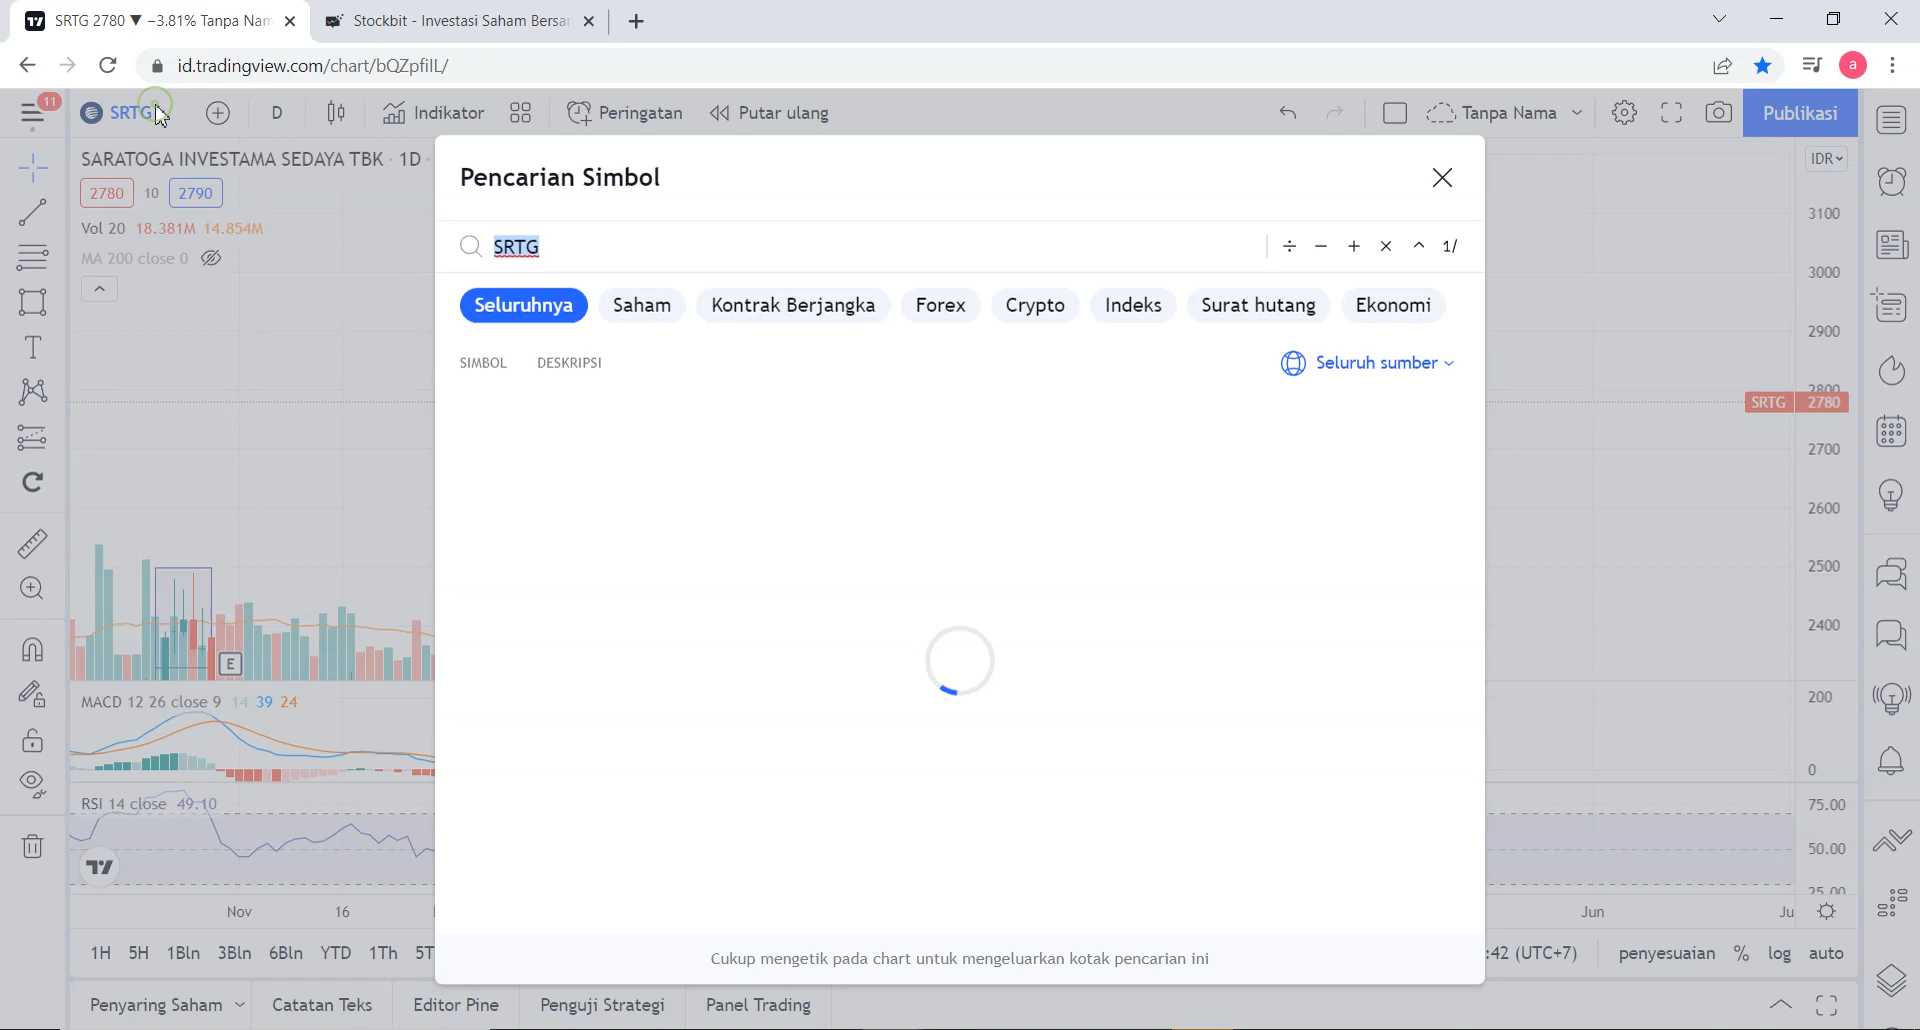 SRTG 2780 ▼ −3.81% Tanpa Nam
Stockbit - Investasi Saham Bersar
id.tradingview.com/chart/bQZpfilL/
a
11
SRTG
D
Indikator
Peringatan
Putar ulang
Tanpa Nama
Publikasi
SARATOGA INVESTAMA SEDAYA TBK · 1D
IDR
2780 10 2790
Vol 20 18.381M 14.854M
MA 200 close 0
Pencarian Simbol
SRTG
÷ − + × ^ 1/
Seluruhnya
Saham
Kontrak Berjangka
Forex
Crypto
Indeks
Surat hutang
Ekonomi
SIMBOL
DESKRIPSI
Seluruh sumber
3100
3000
2900
2800
SRTG 2780
2700
2600
2500
2400
E
MACD 12 26 close 9 14 39 24
200
0
RSI 14 close 49.10
75.00
50.00
25.00
Nov
16
Jun
Ju
1H 5H 1Bln 3Bln 6Bln YTD 1Th 5T
Cukup mengetik pada chart untuk mengeluarkan kotak pencarian ini
:42 (UTC+7)
penyesuaian % log auto
Penyaring Saham
Catatan Teks
Editor Pine
Penguji Strategi
Panel Trading